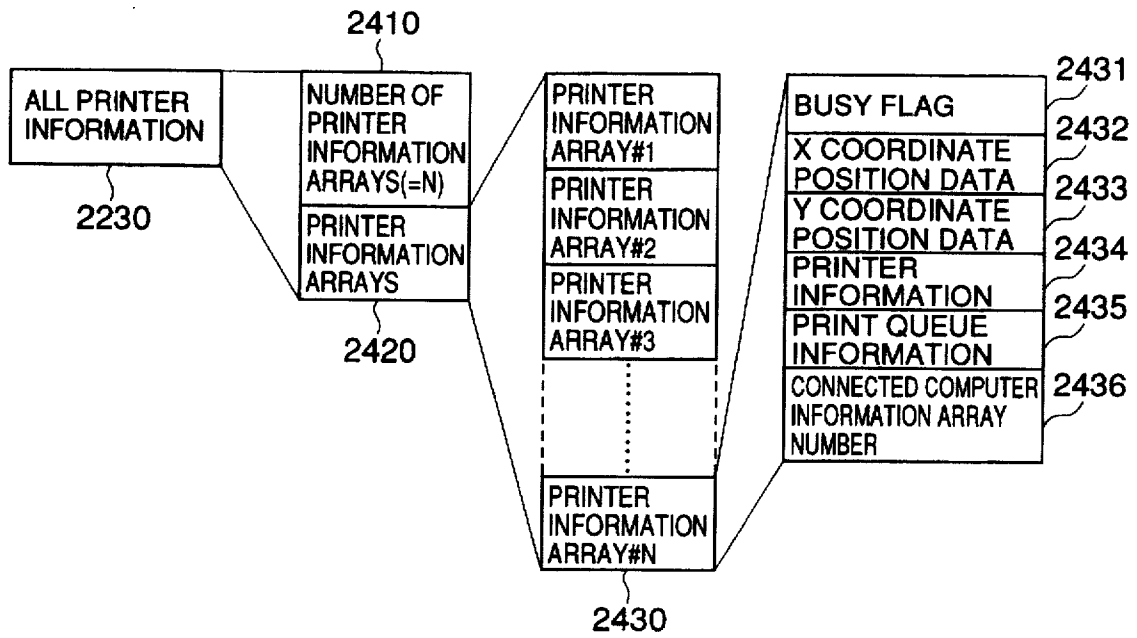 2410
ALL PRINTER
INFORMATION
2230
NUMBER OF
PRINTER
INFORMATION
ARRAYS(=N)
PRINTER
INFORMATION
ARRAYS
2420
PRINTER
INFORMATION
ARRAY#1
PRINTER
INFORMATION
ARRAY#2
PRINTER
INFORMATION
ARRAY#3
PRINTER
INFORMATION
ARRAY#N
2430
BUSY FLAG
2431
X COORDINATE
POSITION DATA
2432
Y COORDINATE
POSITION DATA
2433
PRINTER
INFORMATION
2434
PRINT QUEUE
INFORMATION
2435
CONNECTED COMPUTER
INFORMATION ARRAY
NUMBER
2436